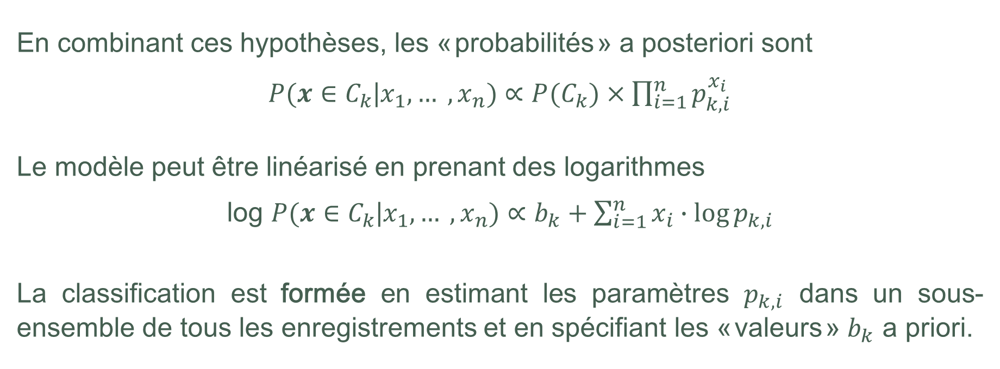 En combinant ces hypothèses, les « probabilités » a posteriori sont
$P(\boldsymbol{x} \in C_k | x_1, \ldots, x_n) \propto P(C_k) \times \prod_{i=1}^{n} p_{k,i}^{x_i}$
Le modèle peut être linéarisé en prenant des logarithmes
$\log P(\boldsymbol{x} \in C_k | x_1, \ldots, x_n) \propto b_k + \sum_{i=1}^{n} x_i \cdot \log p_{k,i}$
La classification est formée en estimant les paramètres $p_{k,i}$ dans un sous-
ensemble de tous les enregistrements et en spécifiant les « valeurs » $b_k$ a priori.